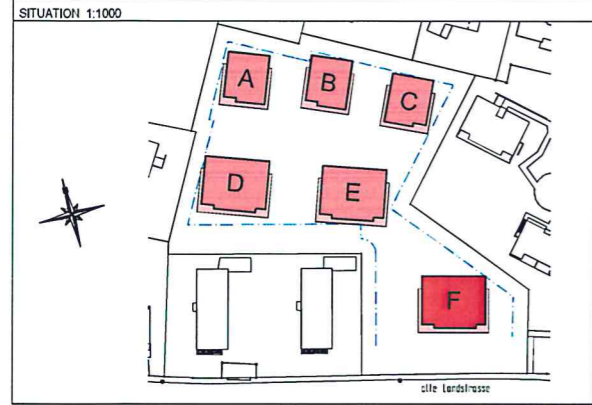 SITUATION 1:1000
A B C
D E
F
alte Landstrasse